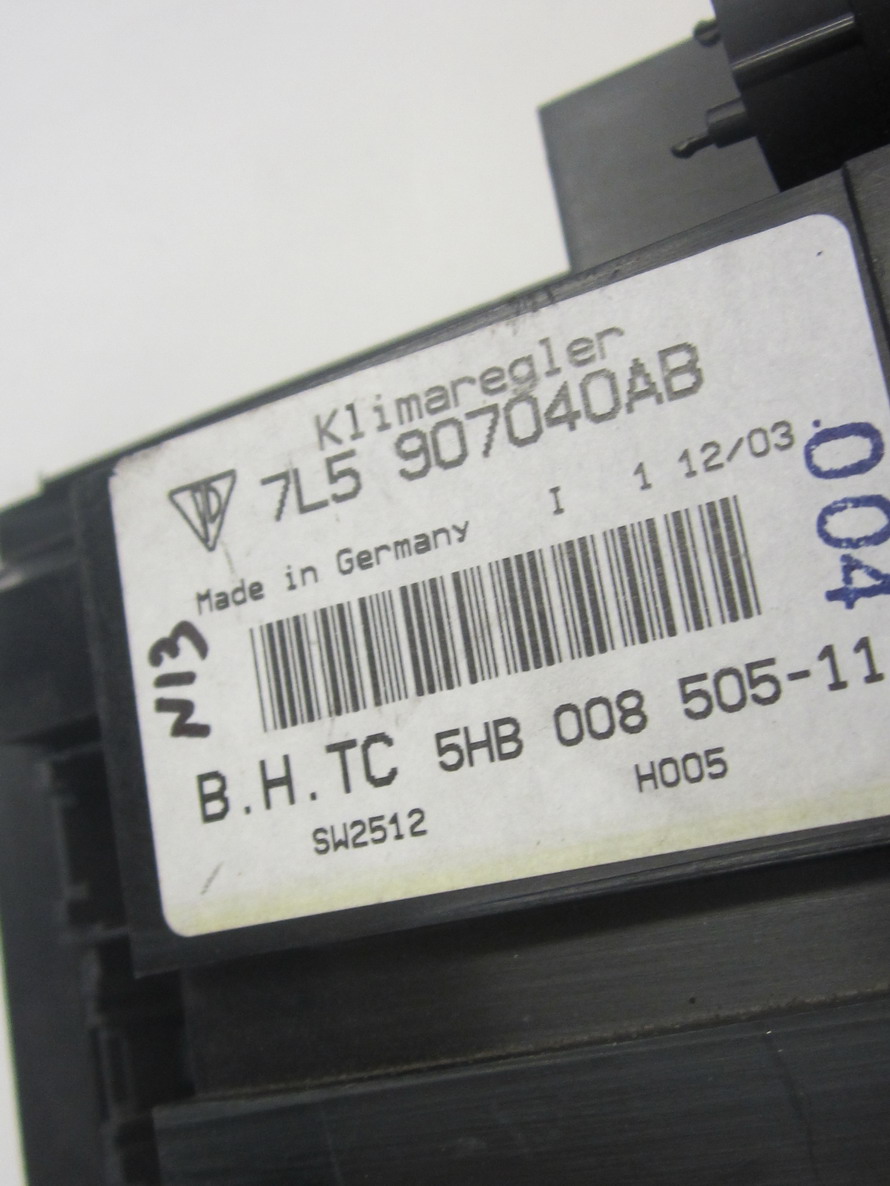 Klimaregler
7L5 907040AB
Made in Germany I 1 12/03
004
N13
B.H.TC 5HB 008 505-11
SW2512 H005